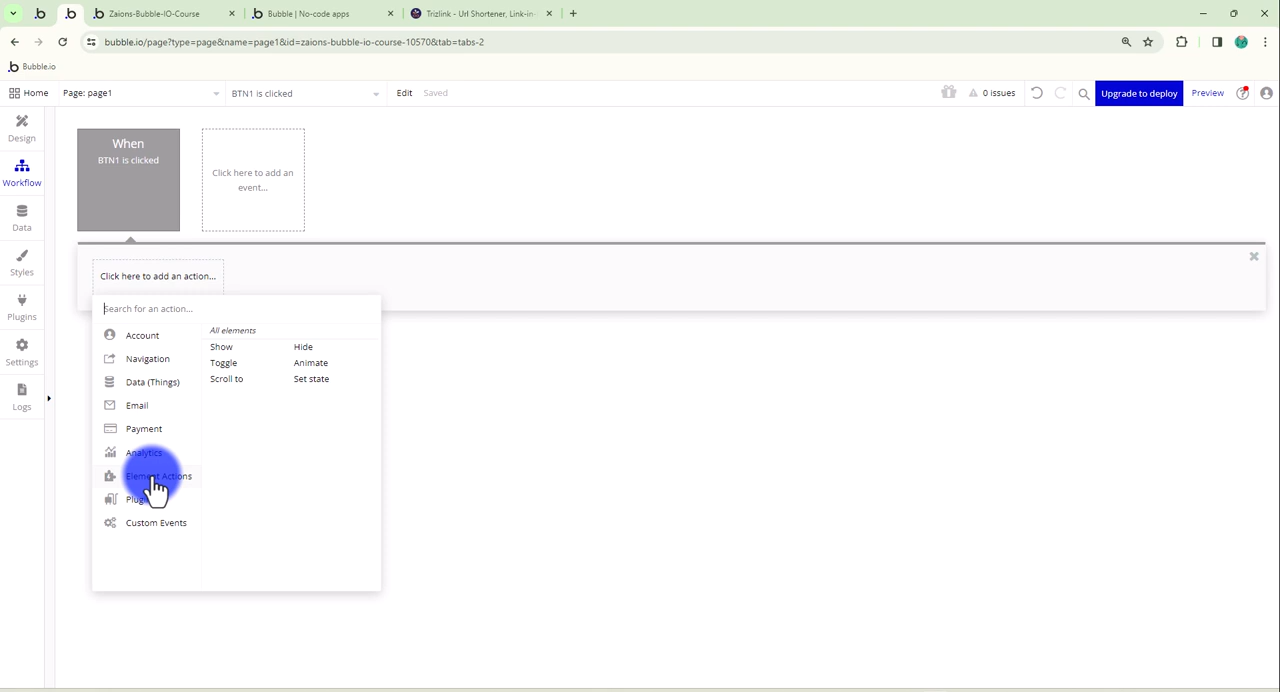 Zaions-Bubble-IO-Course
Bubble | No-code apps
Trizlink - Url Shortener, Link-in-
bubble.io/page?type=page&name=page1&id=zaions-bubble-io-course-10570&tab=tabs-2
Bubble.io
Home
Page: page1
BTN1 is clicked
Edit
Saved
0 issues
Upgrade to deploy
Preview
Design
Workflow
Data
Styles
Plugins
Settings
Logs
When
BTN1 is clicked
Click here to add an
event...
Click here to add an action...
Search for an action...
Account
Navigation
Data (Things)
Email
Payment
Analytics
Element Actions
Custom Events
All elements
Show
Hide
Toggle
Animate
Scroll to
Set state